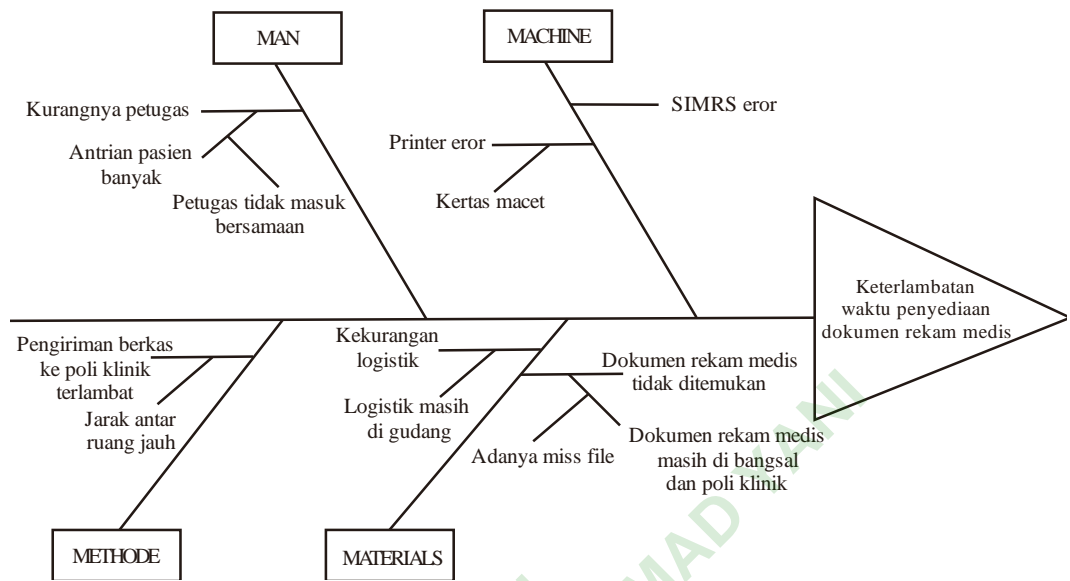 MAN
MACHINE
Kurangnya petugas
SIMRS eror
Antrian pasien
banyak
Printer eror
Petugas tidak masuk
bersamaan
Kertas macet
Keterlambatan
waktu penyediaan
dokumen rekam medis
Pengiriman berkas
ke poli klinik
terlambat
Kekurangan
logistik
Dokumen rekam medis
tidak ditemukan
Jarak antar
ruang jauh
Logistik masih
di gudang
Adanya miss file
Dokumen rekam medis
masih di bangsal
dan poli klinik
METHODE
MATERIALS
MAD YANI